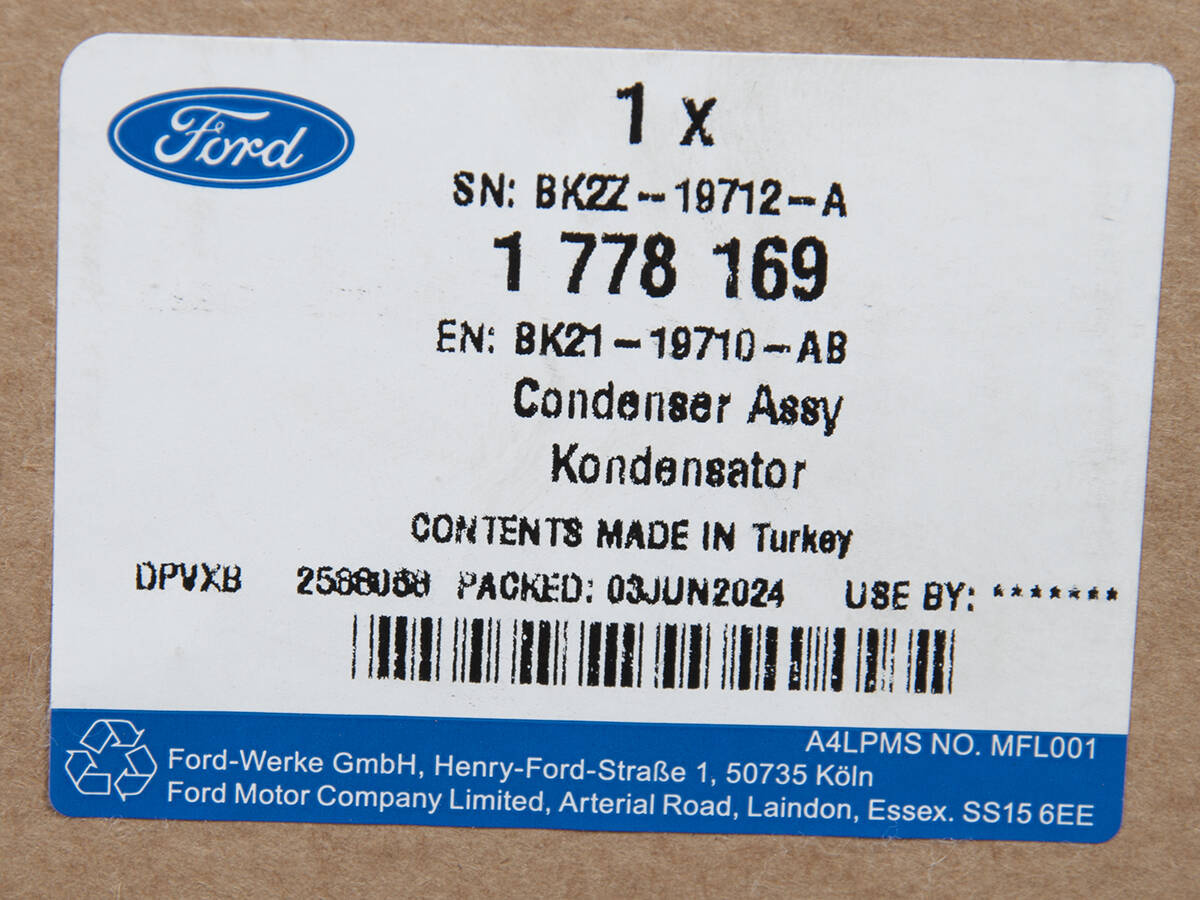 Ford
1 x
SN: BK2Z-19712-A
1 778 169
EN: BK21-19710-AB
Condenser Assy
Kondensator
CONTENTS MADE IN Turkey
DPVXB PACKED: 03JUN2024 USE BY: *******
A4LPMS NO. MFL001
Ford-Werke GmbH, Henry-Ford-Straße 1, 50735 Köln
Ford Motor Company Limited, Arterial Road, Laindon, Essex. SS15 6EE